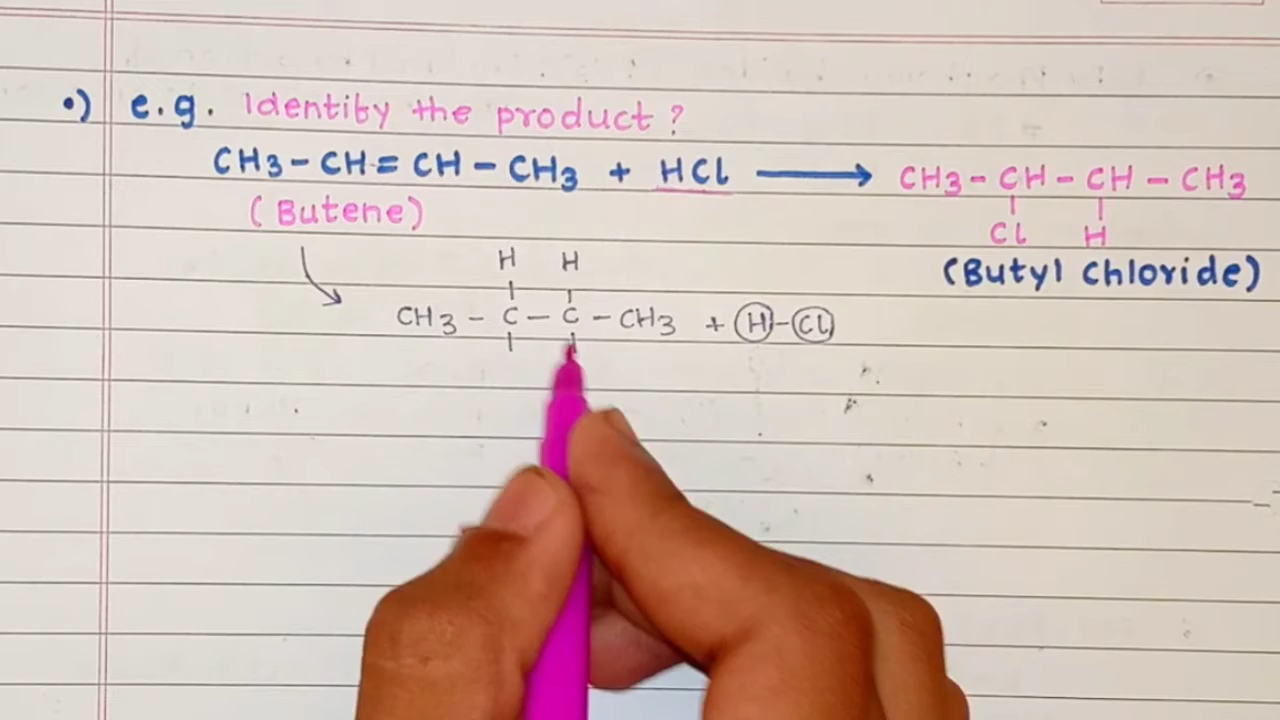 •) e.g. Identify the product?
CH3-CH=CH-CH3 + HCl ⟶ CH3-CH-CH-CH3
Cl H
(Butene)
(Butyl Chloride)
H H
CH3-C-C-CH3 + H-Cl